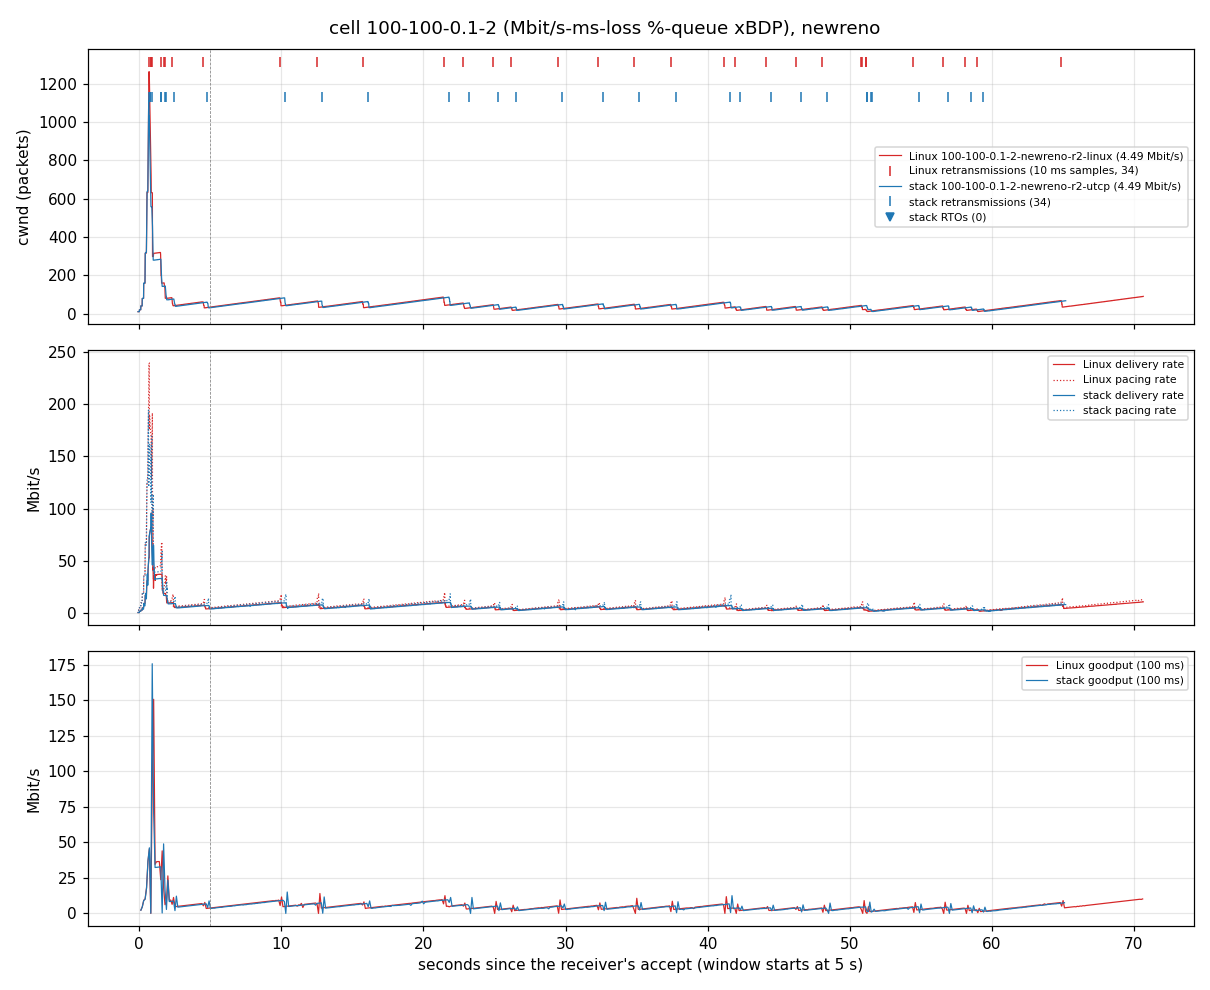 cell 100-100-0.1-2 (Mbit/s-ms-loss %-queue xBDP), newreno
cwnd (packets)
1200
1000
800
600
400
200
0
Linux 100-100-0.1-2-newreno-r2-linux (4.49 Mbit/s)
Linux retransmissions (10 ms samples, 34)
stack 100-100-0.1-2-newreno-r2-utcp (4.49 Mbit/s)
stack retransmissions (34)
stack RTOs (0)
Mbit/s
250
200
150
100
50
0
Linux delivery rate
Linux pacing rate
stack delivery rate
stack pacing rate
Mbit/s
175
150
125
100
75
50
25
0
Linux goodput (100 ms)
stack goodput (100 ms)
0 10 20 30 40 50 60 70
seconds since the receiver's accept (window starts at 5 s)